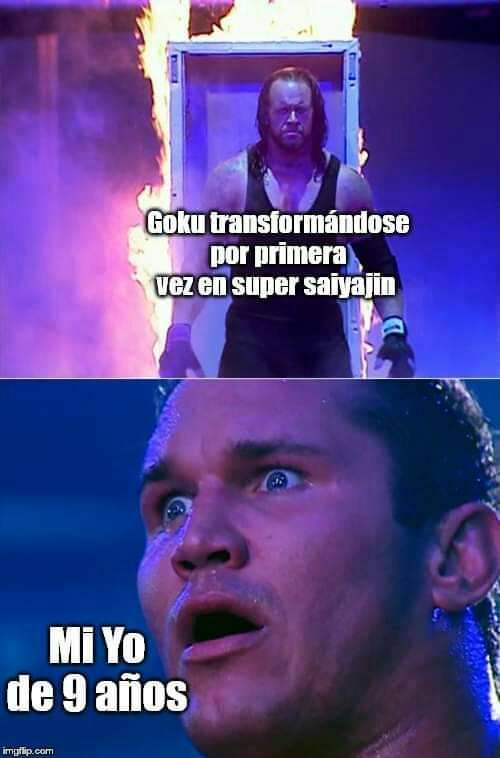 Goku transformándose
por primera
vez en super saiyajin
Mi Yo
de 9 años
imgflip.com